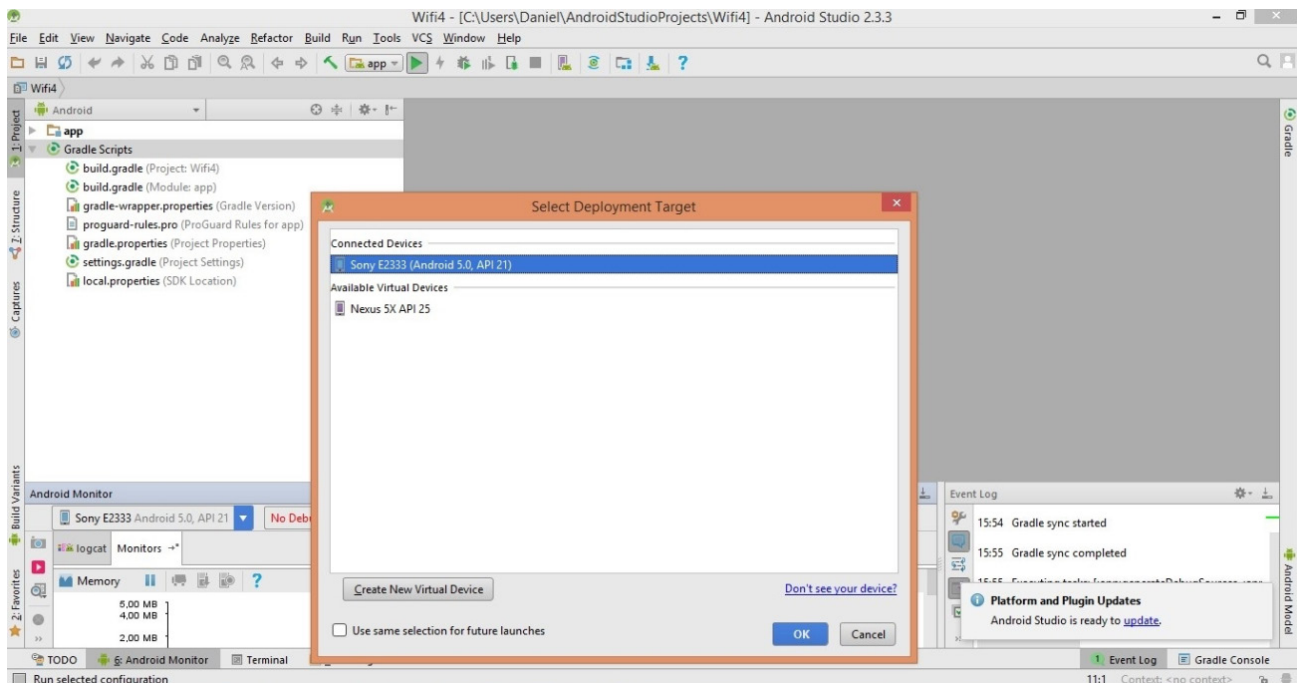 Wifi4 - [C:\Users\Daniel\AndroidStudioProjects\Wifi4] - Android Studio 2.3.3
File Edit View Navigate Code Analyze Refactor Build Run Tools VCS Window Help
app
Wifi4
Android
1: Project
app
Gradle Scripts
build.gradle (Project: Wifi4)
build.gradle (Module: app)
gradle-wrapper.properties (Gradle Version)
proguard-rules.pro (ProGuard Rules for app)
gradle.properties (Project Properties)
settings.gradle (Project Settings)
local.properties (SDK Location)
Z: Structure
Captures
Build Variants
2: Favorites
Gradle
Android Model
Select Deployment Target
Connected Devices
Sony E2333 (Android 5.0, API 21)
Available Virtual Devices
Nexus 5X API 25
Create New Virtual Device
Don't see your device?
Use same selection for future launches
OK Cancel
Android Monitor
Sony E2333 Android 5.0, API 21
No Deb
logcat Monitors
Memory
5,00 MB
4,00 MB
2,00 MB
Event Log
15:54 Gradle sync started
15:55 Gradle sync completed
Platform and Plugin Updates
Android Studio is ready to update.
TODO 6: Android Monitor Terminal
1 Event Log Gradle Console
Run selected configuration
11:1 Context: <no context>